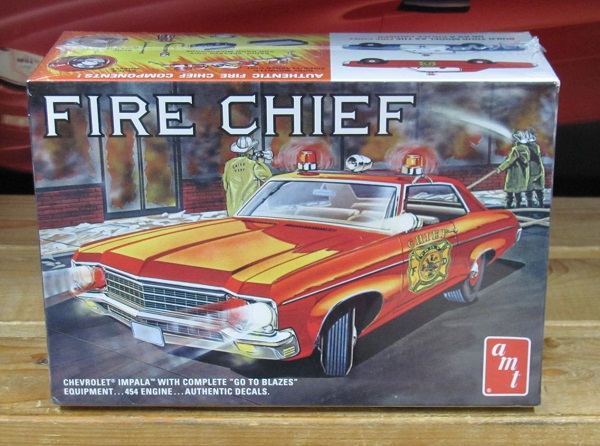 AUTHENTIC FIRE CHIEF COMPONENTS!
FIRE CHIEF
CHIEF
CHEVROLET® IMPALA™ WITH COMPLETE "GO TO BLAZES"
EQUIPMENT...454 ENGINE...AUTHENTIC DECALS.
amt